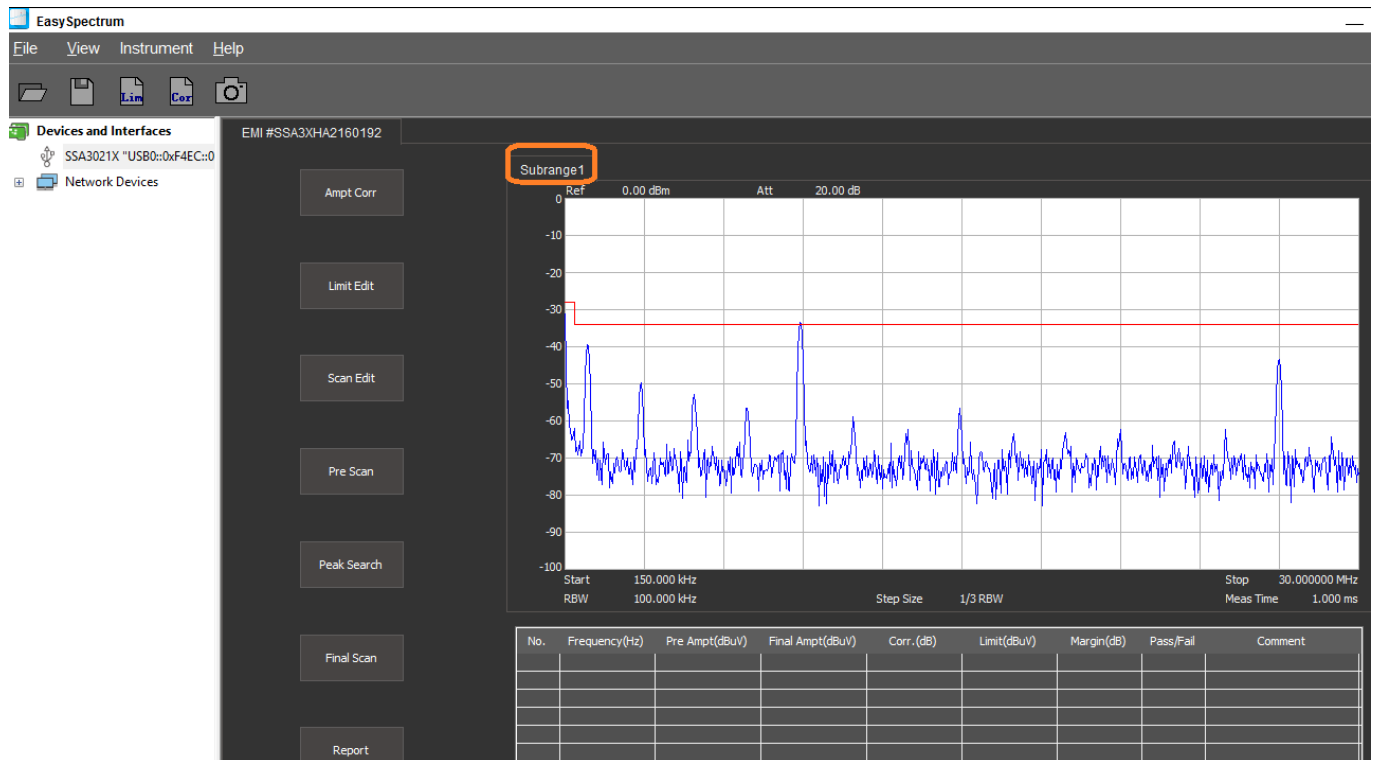 EasySpectrum
File View Instrument Help
Lim Cor
Devices and Interfaces
SSA3021X "USB0::0xF4EC::0
Network Devices
EMI #SSA3XHA2160192
Ampt Corr
Limit Edit
Scan Edit
Pre Scan
Peak Search
Final Scan
Report
Subrange1
Ref 0.00 dBm Att 20.00 dB
0
-10
-20
-30
-40
-50
-60
-70
-80
-90
-100
Start 150.000 kHz Stop 30.000000 MHz
RBW 100.000 kHz Step Size 1/3 RBW Meas Time 1.000 ms
No. Frequency(Hz) Pre Ampt(dBuV) Final Ampt(dBuV) Corr.(dB) Limit(dBuV) Margin(dB) Pass/Fail Comment